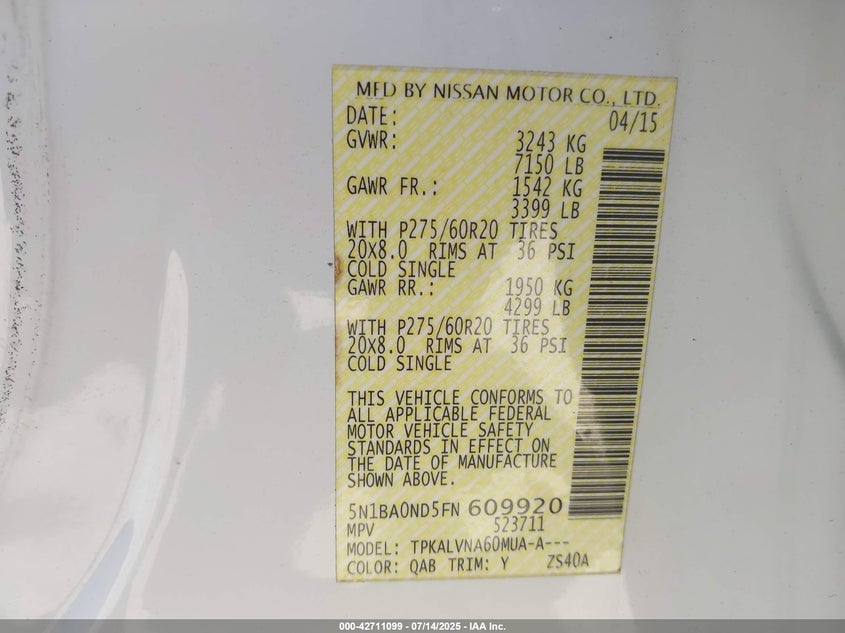 MFD BY NISSAN MOTOR CO., LTD.
DATE: 04/15
GVWR: 3243 KG
7150 LB
GAWR FR.: 1542 KG
3399 LB
WITH P275/60R20 TIRES
20X8.0 RIMS AT 36 PSI
COLD SINGLE
GAWR RR.: 1950 KG
4299 LB
WITH P275/60R20 TIRES
20X8.0 RIMS AT 36 PSI
COLD SINGLE
THIS VEHICLE CONFORMS TO
ALL APPLICABLE FEDERAL
MOTOR VEHICLE SAFETY
STANDARDS IN EFFECT ON
THE DATE OF MANUFACTURE
SHOWN ABOVE.
5N1BA0ND5FN 609920
MPV 523711
MODEL: TPKALVNA60MUA-A---
COLOR: QAB TRIM: Y ZS40A
000-42711099 - 07/14/2025 - IAA Inc.